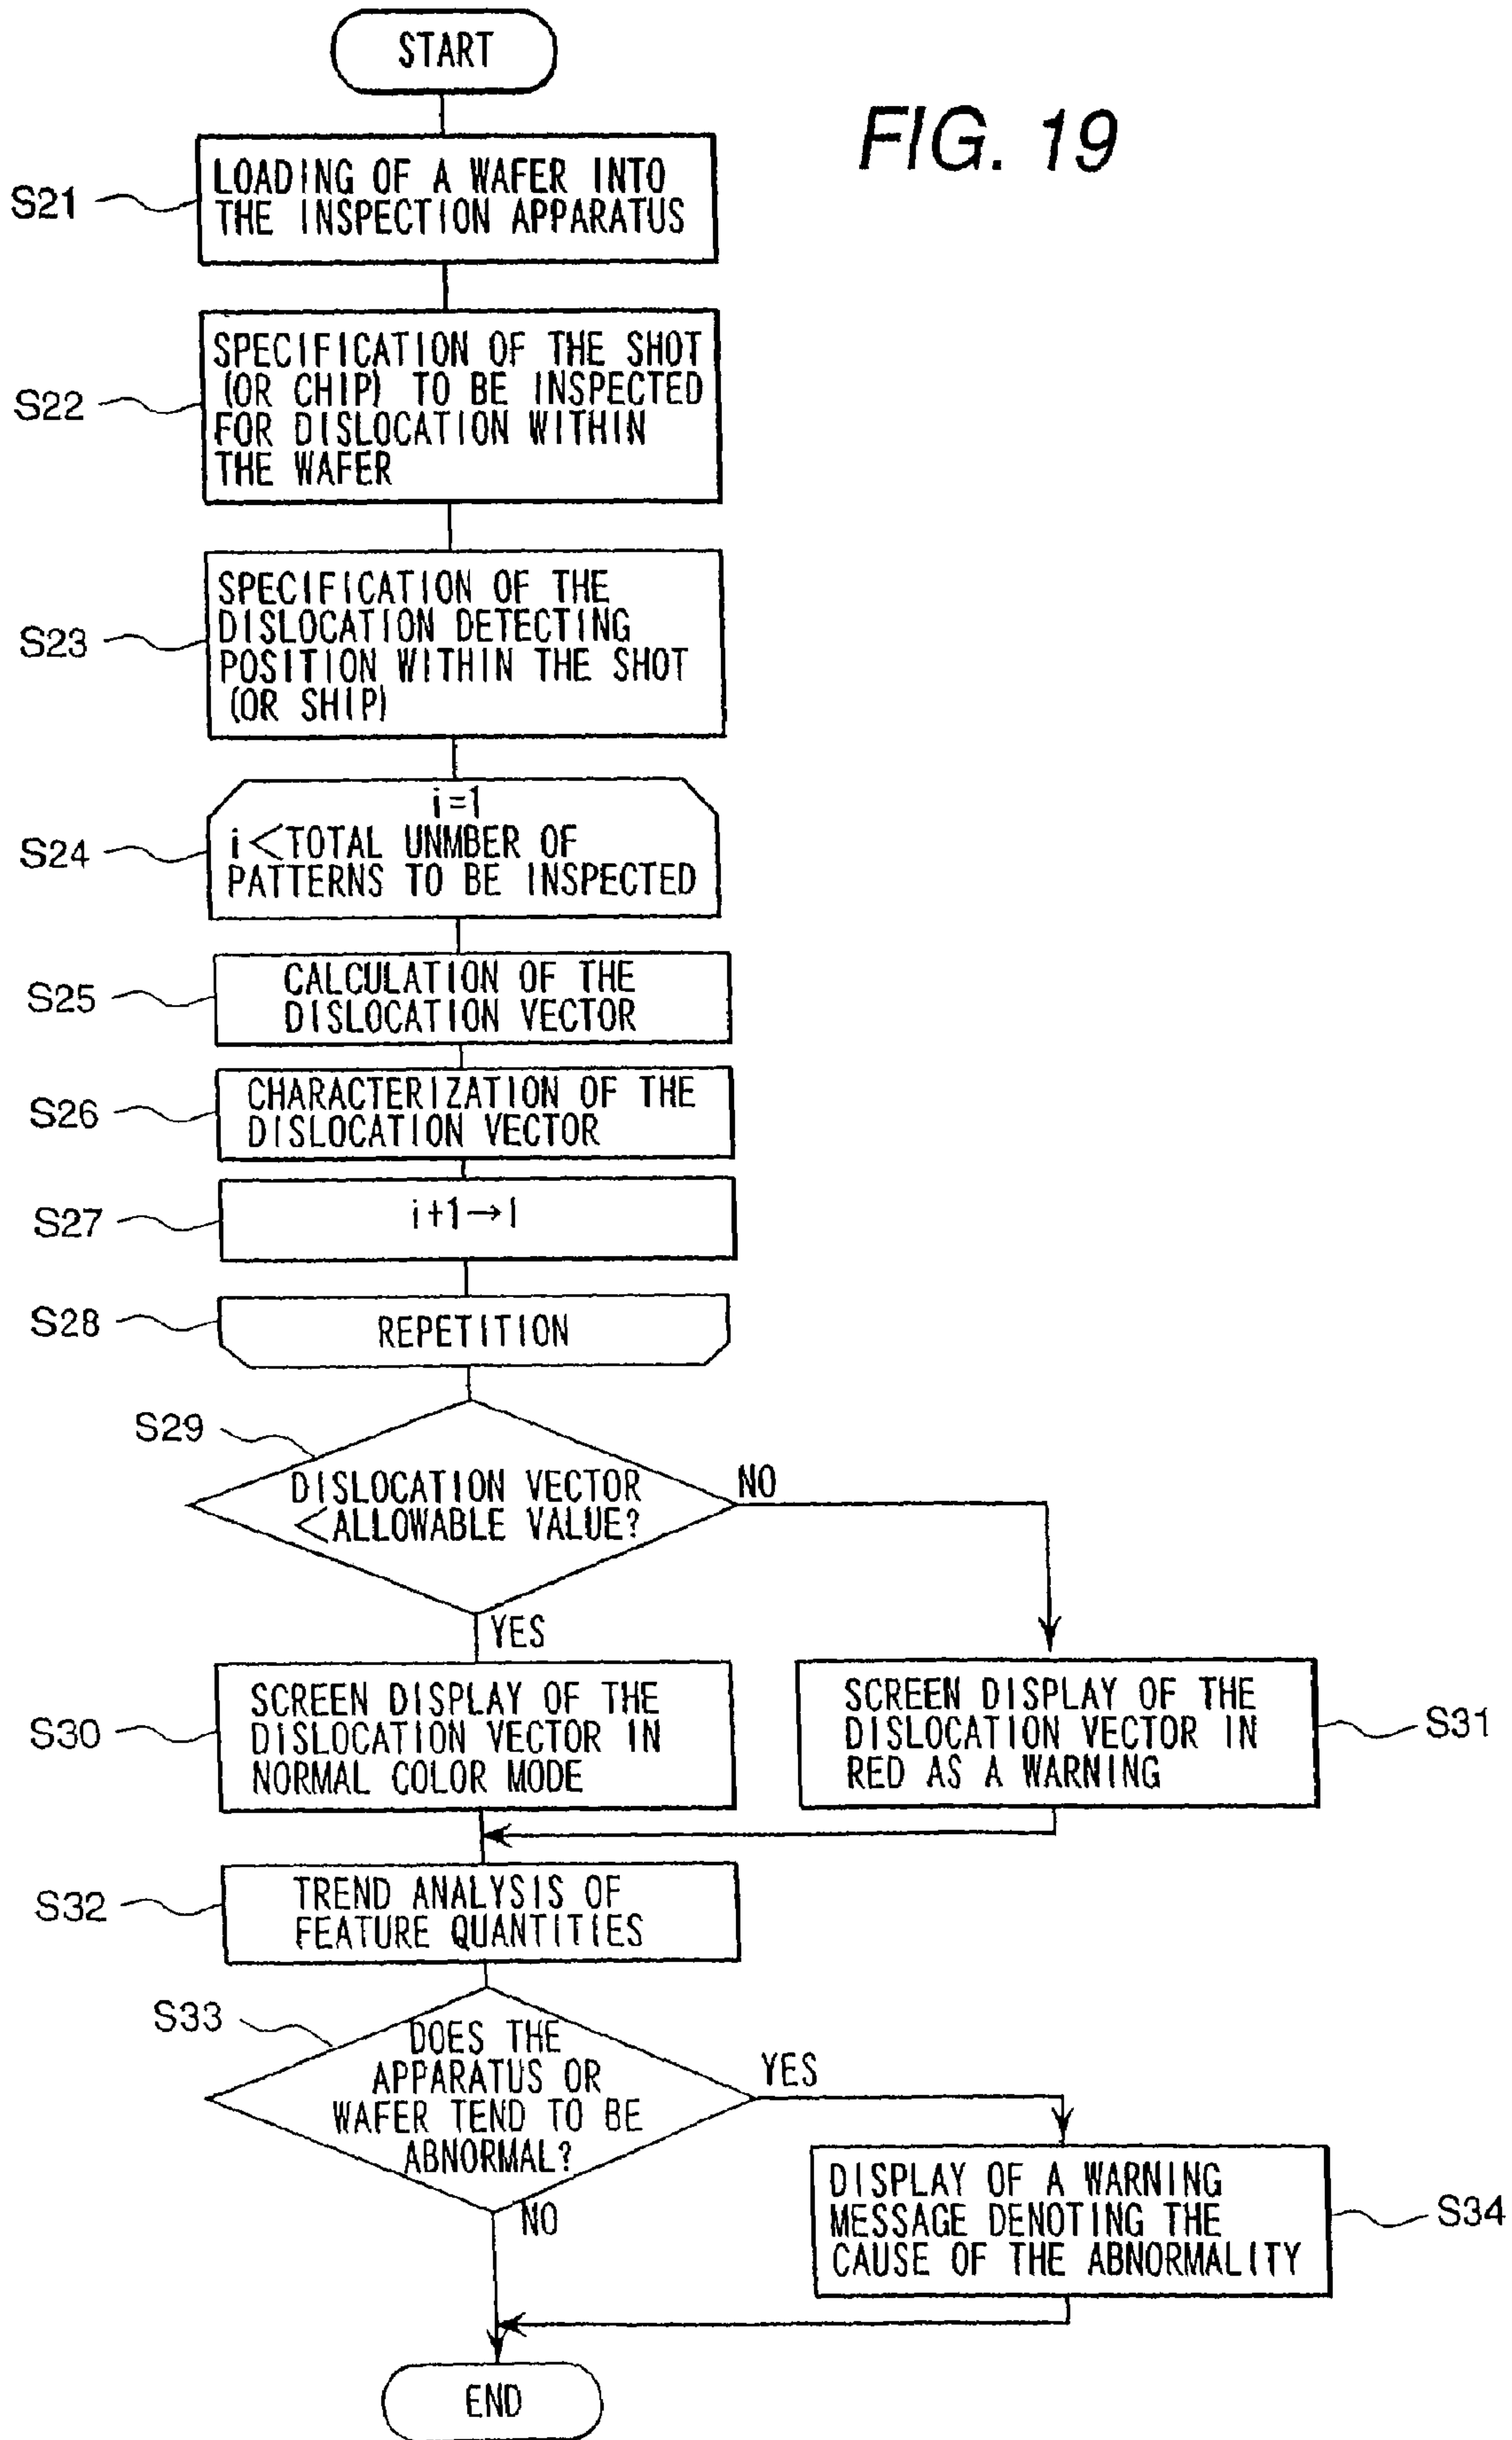 START
FIG. 19
S21
LOADING OF A WAFER INTO
THE INSPECTION APPARATUS
S22
SPECIFICATION OF THE SHOT
(OR CHIP) TO BE INSPECTED
FOR DISLOCATION WITHIN
THE WAFER
S23
SPECIFICATION OF THE
DISLOCATION DETECTING
POSITION WITHIN THE SHOT
(OR SHIP)
S24
i=1
i<TOTAL UNMBER OF
PATTERNS TO BE INSPECTED
S25
CALCULATION OF THE
DISLOCATION VECTOR
S26
CHARACTERIZATION OF THE
DISLOCATION VECTOR
S27
i+1→I
S28
REPETITION
S29
DISLOCATION VECTOR
<ALLOWABLE VALUE?
NO
YES
S30
SCREEN DISPLAY OF THE
DISLOCATION VECTOR IN
NORMAL COLOR MODE
SCREEN DISPLAY OF THE
DISLOCATION VECTOR IN
RED AS A WARNING
S31
S32
TREND ANALYSIS OF
FEATURE QUANTITIES
S33
DOES THE
APPARATUS OR
WAFER TEND TO BE
ABNORMAL?
YES
NO
DISPLAY OF A WARNING
MESSAGE DENOTING THE
CAUSE OF THE ABNORMALITY
S34
END